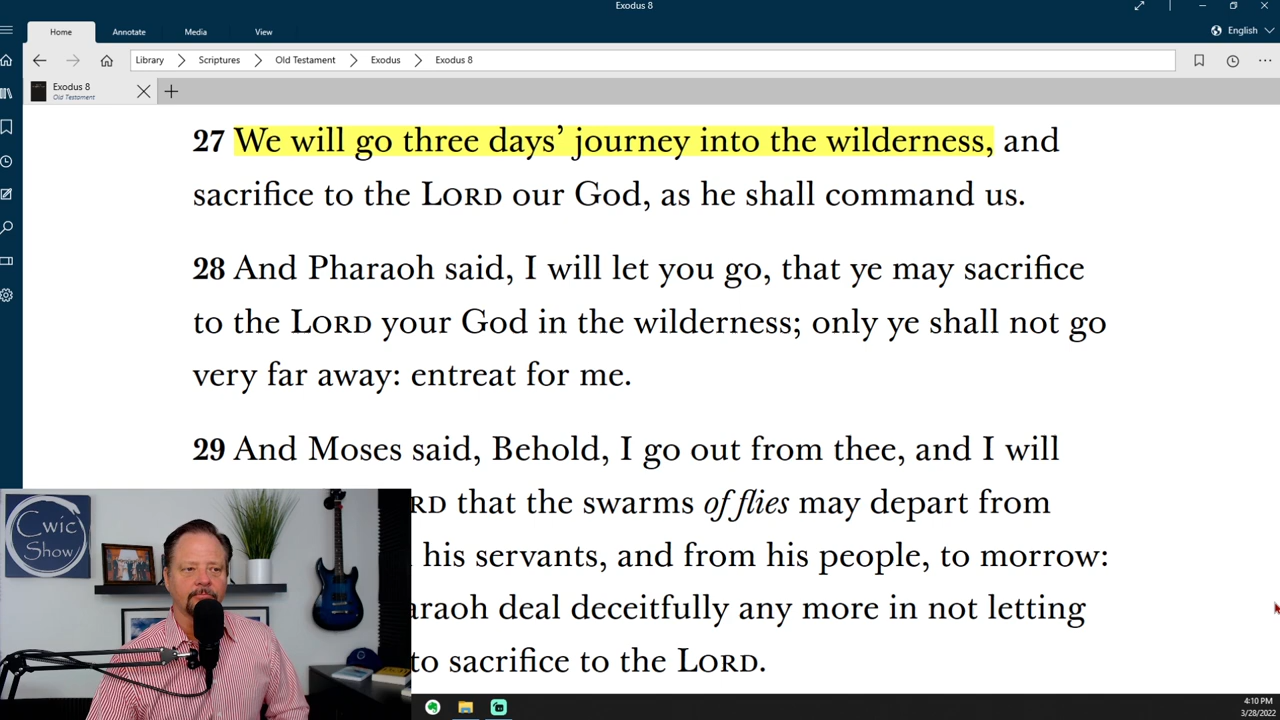 Exodus 8
Home Annotate Media View English
Library Scriptures Old Testament Exodus Exodus 8
Exodus 8
Old Testament
27 We will go three days’ journey into the wilderness, and
sacrifice to the LORD our God, as he shall command us.
28 And Pharaoh said, I will let you go, that ye may sacrifice
to the LORD your God in the wilderness; only ye shall not go
very far away: entreat for me.
29 And Moses said, Behold, I go out from thee, and I will
RD that the swarms of flies may depart from
his servants, and from his people, to morrow:
araoh deal deceitfully any more in not letting
to sacrifice to the LORD.
Cwic
Show
4:10 PM
3/28/2022